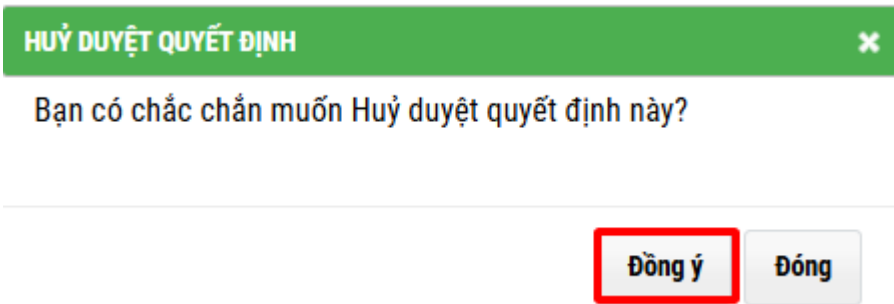 HUỶ DUYỆT QUYẾT ĐỊNH
Bạn có chắc chắn muốn Huỷ duyệt quyết định này?
Đồng ý Đóng